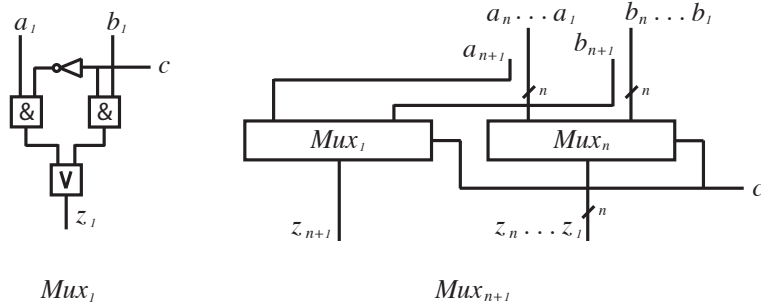 a₁ b₁
c
& &
V
z₁
Mux₁
aₙ . . . a₁ bₙ . . . b₁
aₙ₊₁ bₙ₊₁
n n
Mux₁ Muxₙ
c
n
zₙ₊₁ zₙ . . . z₁
Muxₙ₊₁